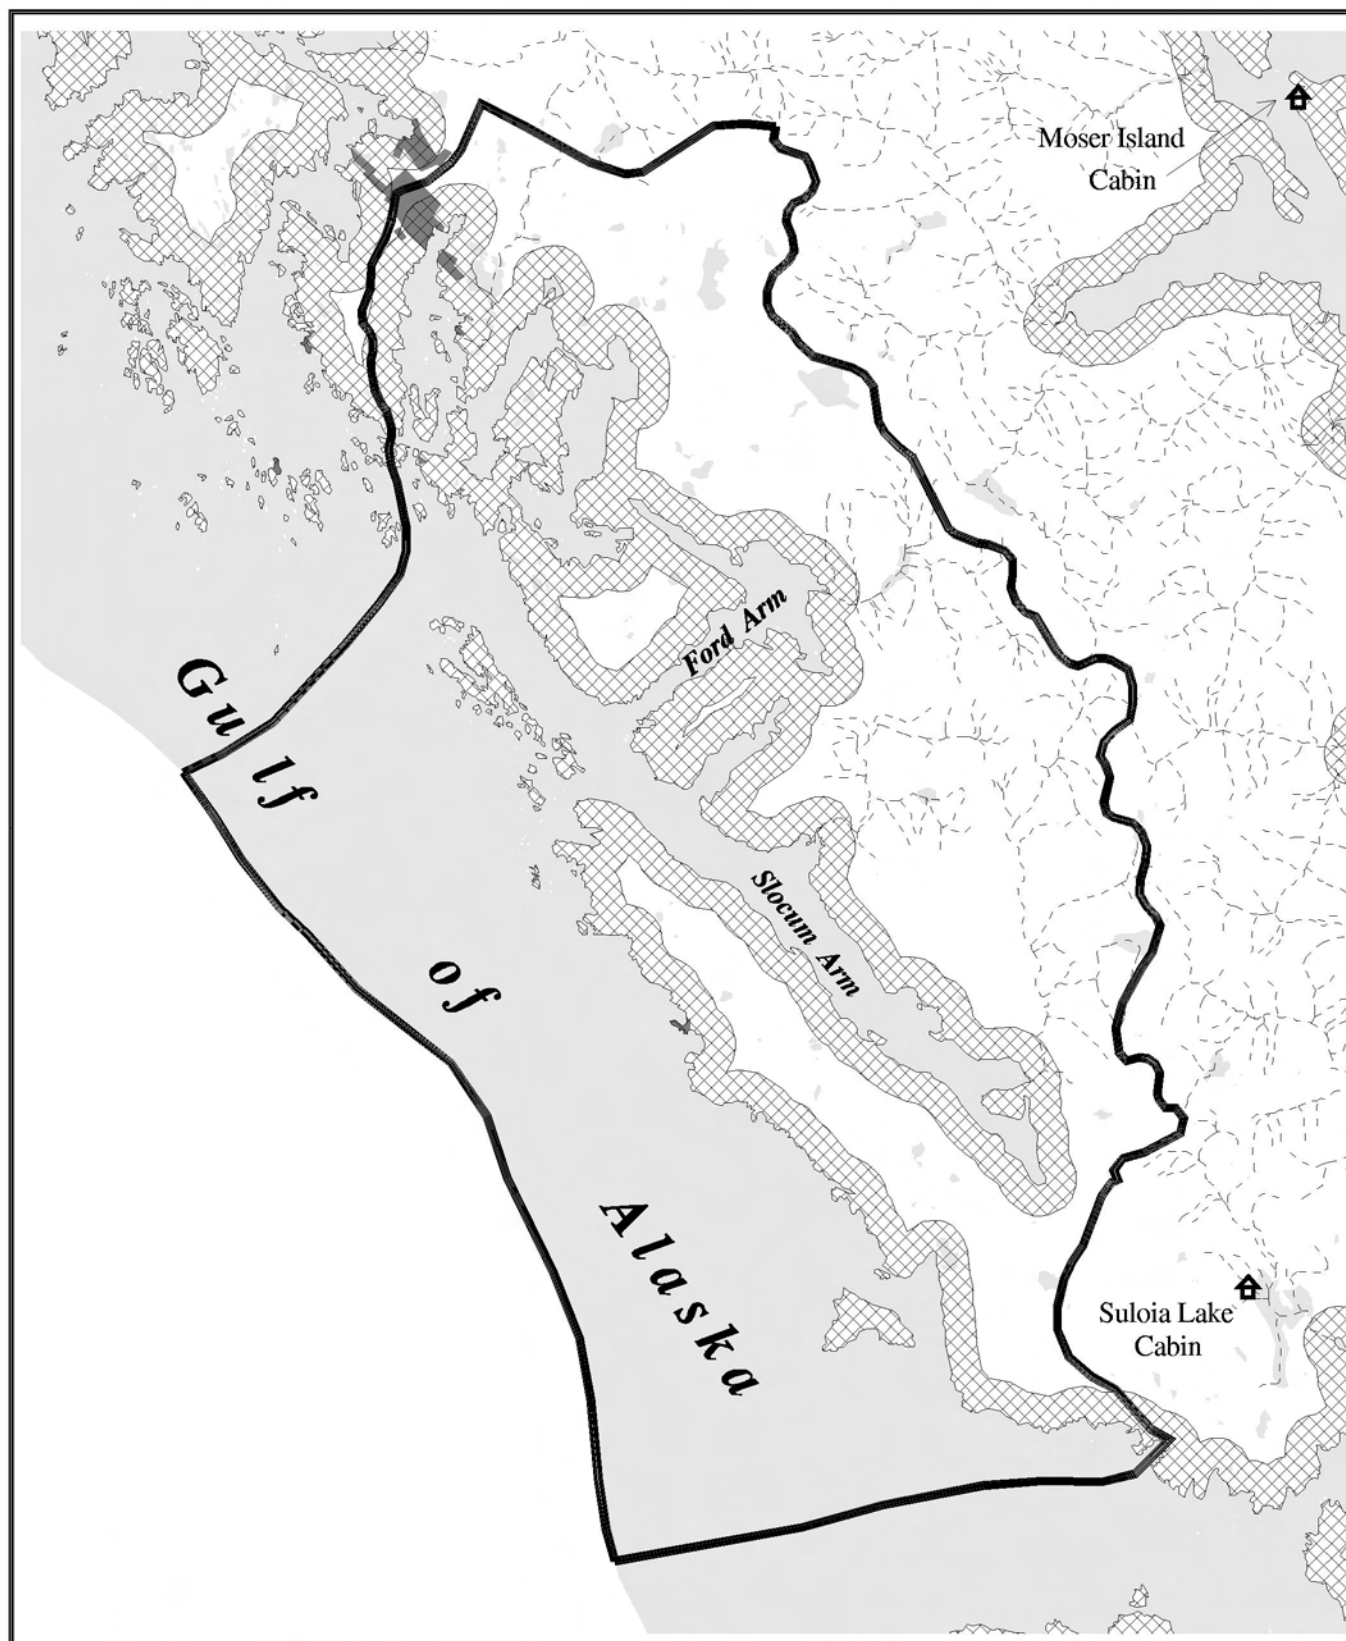 Moser Island
Cabin
Ford Arm
Gulf
of
Alaska
Slocum Arm
Suloia Lake
Cabin